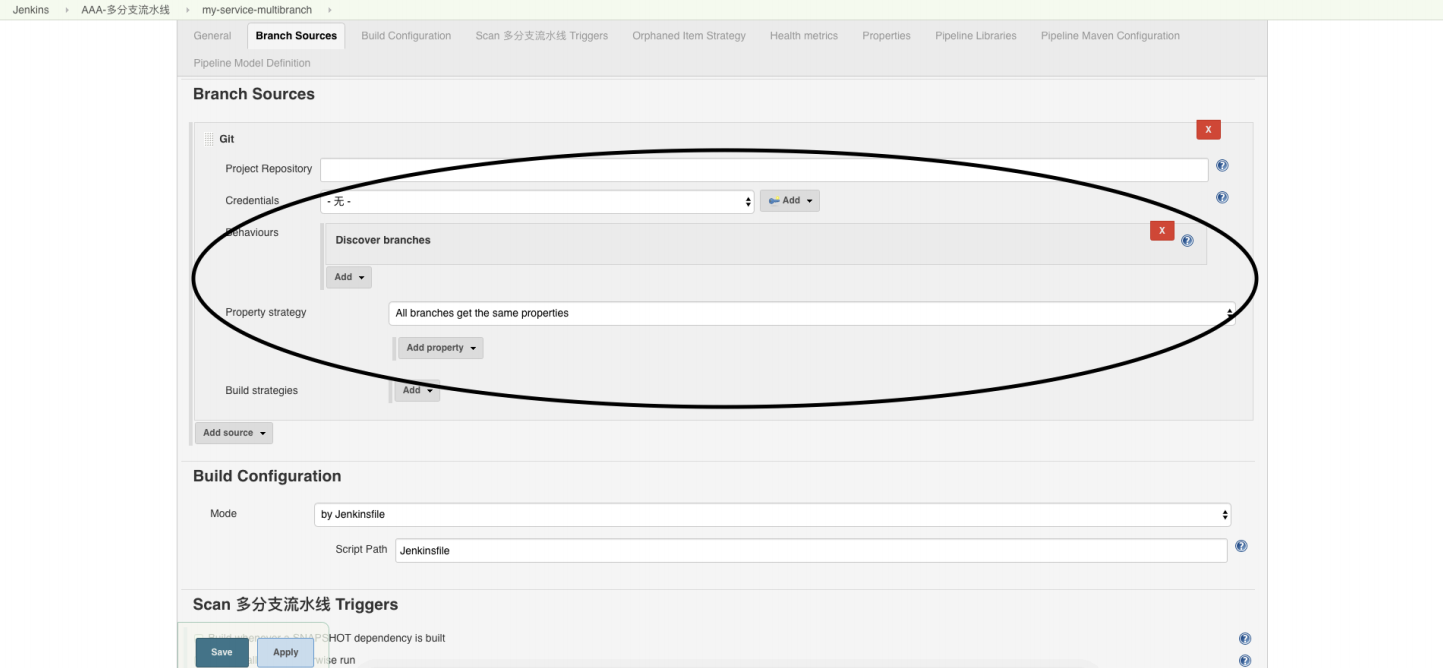 Jenkins › AAA-多分支流水线 › my-service-multibranch ›
General Branch Sources Build Configuration Scan 多分支流水线 Triggers Orphaned Item Strategy Health metrics Properties Pipeline Libraries Pipeline Maven Configuration
Pipeline Model Definition
Branch Sources
X
Git
Project Repository
Credentials - 无 - Add
Behaviours
X
Discover branches
Add
Property strategy All branches get the same properties
Add property
Build strategies Add
Add source
Build Configuration
Mode by Jenkinsfile
Script Path Jenkinsfile
Scan 多分支流水线 Triggers
Build whenever a SNAPSHOT dependency is built
Save Apply
run